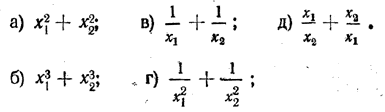 а) x₁² + x₂²; в) 1/x₁ + 1/x₂ ; д) x₁/x₂ + x₂/x₁ .
б) x₁³ + x₂³; г) 1/x₁² + 1/x₂² ;